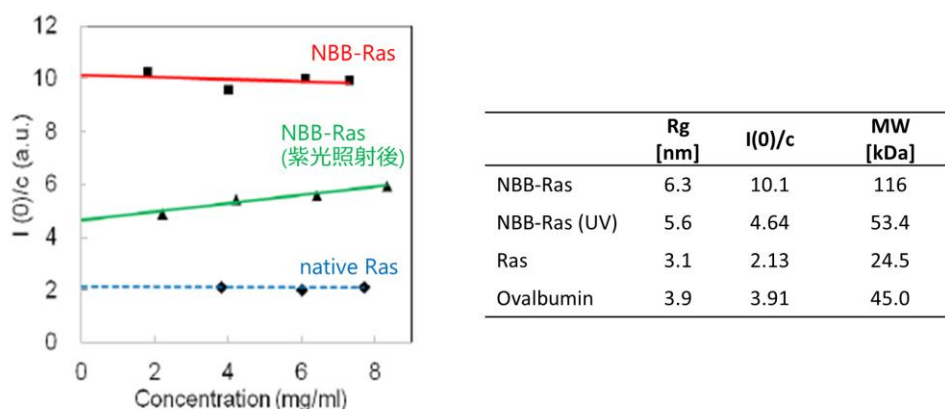 12
10
8
6
4
2
0
I (0)/c (a.u.)
NBB-Ras
NBB-Ras
(紫光照射後)
native Ras
0 2 4 6 8
Concentration (mg/ml)
Rg I(0)/c MW
[nm] [kDa]
NBB-Ras 6.3 10.1 116
NBB-Ras (UV) 5.6 4.64 53.4
Ras 3.1 2.13 24.5
Ovalbumin 3.9 3.91 45.0